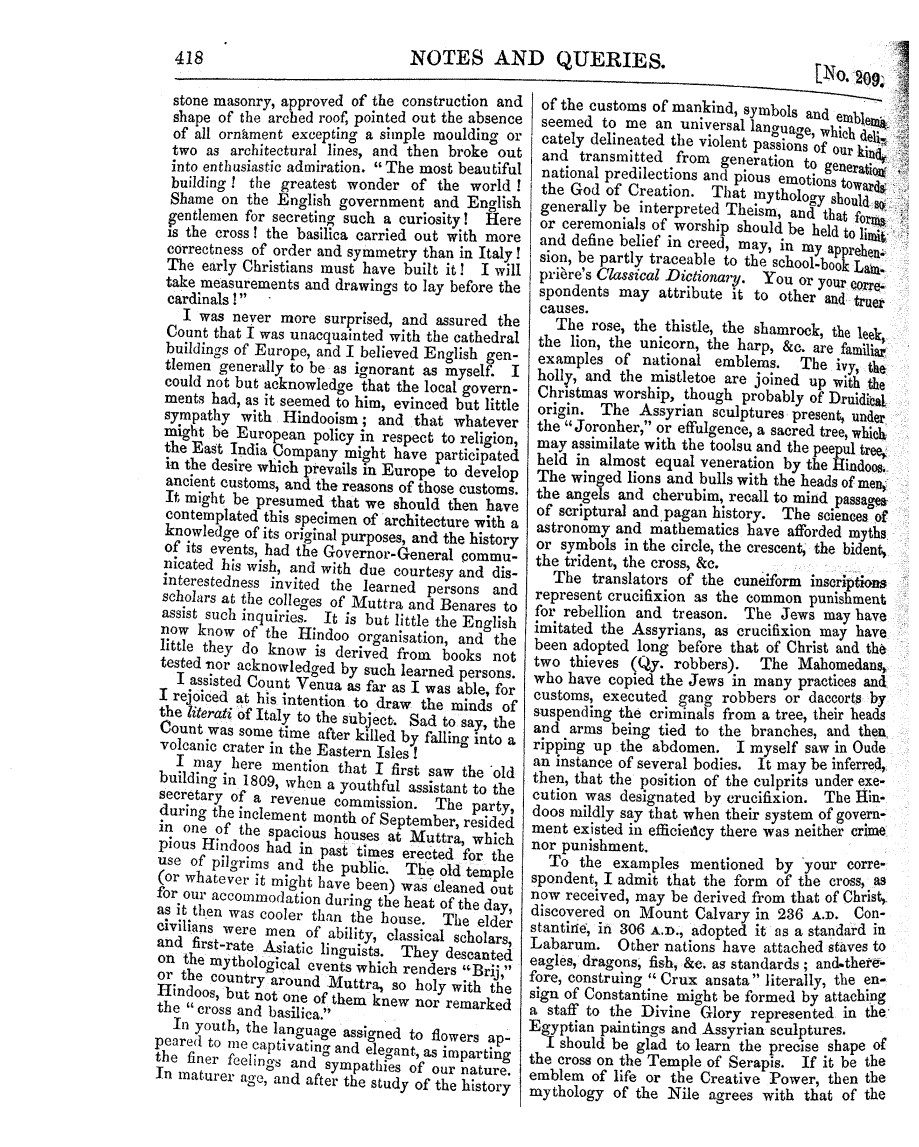 418
NOTES AND QUERIES.
[No. 209.
stone masonry, approved of the construction and
shape of the arched roof, pointed out the absence
of all ornament excepting a simple moulding or
two as architectural lines, and then broke out
into enthusiastic admiration. "The most beautiful
building! the greatest wonder of the world!
Shame on the English government and English
gentlemen for secreting such a curiosity! Here
is the cross! the basilica carried out with more
correctness of order and symmetry than in Italy!
The early Christians must have built it! I will
take measurements and drawings to lay before the
cardinals!"
I was never more surprised, and assured the
Count that I was unacquainted with the cathedral
buildings of Europe, and I believed English gen-
tlemen generally to be as ignorant as myself. I
could not but acknowledge that the local govern-
ments had, as it seemed to him, evinced but little
sympathy with Hindooism; and that whatever
might be European policy in respect to religion,
the East India Company might have participated
in the desire which prevails in Europe to develop
ancient customs, and the reasons of those customs.
It might be presumed that we should then have
contemplated this specimen of architecture with a
knowledge of its original purposes, and the history
of its events, had the Governor-General commu-
nicated his wish, and with due courtesy and dis-
interestedness invited the learned persons and
scholars at the colleges of Muttra and Benares to
assist such inquiries. It is but little the English
now know of the Hindoo organisation, and the
little they do know is derived from books not
tested nor acknowledged by such learned persons.
I assisted Count Venua as far as I was able, for
I rejoiced at his intention to draw the minds of
the literati of Italy to the subject. Sad to say, the
Count was some time after killed by falling into a
volcanic crater in the Eastern Isles!
I may here mention that I first saw the old
building in 1809, when a youthful assistant to the
secretary of a revenue commission. The party,
during the inclement month of September, resided
in one of the spacious houses at Muttra, which
pious Hindoos had in past times erected for the
use of pilgrims and the public. The old temple
(or whatever it might have been) was cleaned out
for our accommodation during the heat of the day,
as it then was cooler than the house. The elder
civilians were men of ability, classical scholars,
and first-rate Asiatic linguists. They descanted
on the mythological events which renders "Brij,"
or the country around Muttra, so holy with the
Hindoos, but not one of them knew nor remarked
the "cross and basilica."
In youth, the language assigned to flowers ap-
peared to me captivating and elegant, as imparting
the finer feelings and sympathies of our nature.
In maturer age, and after the study of the history
of the customs of mankind, symbols and emblems
seemed to me an universal language, which deli-
cately delineated the violent passions of our kind,
and transmitted from generation to generation
national predilections and pious emotions towards
the God of Creation. That mythology should so
generally be interpreted Theism, and that forms
or ceremonials of worship should be held to limit
and define belief in creed, may, in my apprehen-
sion, be partly traceable to the school-book Lam-
prière's Classical Dictionary. You or your corre-
spondents may attribute it to other and truer
causes.
The rose, the thistle, the shamrock, the leek,
the lion, the unicorn, the harp, &c. are familiar
examples of national emblems. The ivy, the
holly, and the mistletoe are joined up with the
Christmas worship, though probably of Druidical
origin. The Assyrian sculptures present, under
the "Joronher," or effulgence, a sacred tree, which
may assimilate with the toolsu and the peepul tree,
held in almost equal veneration by the Hindoos.
The winged lions and bulls with the heads of men,
the angels and cherubim, recall to mind passages
of scriptural and pagan history. The sciences of
astronomy and mathematics have afforded myths
or symbols in the circle, the crescent, the bident,
the trident, the cross, &c.
The translators of the cuneiform inscriptions
represent crucifixion as the common punishment
for rebellion and treason. The Jews may have
imitated the Assyrians, as crucifixion may have
been adopted long before that of Christ and the
two thieves (Qy. robbers). The Mahomedans,
who have copied the Jews in many practices and
customs, executed gang robbers or daccorts by
suspending the criminals from a tree, their heads
and arms being tied to the branches, and then
ripping up the abdomen. I myself saw in Oude
an instance of several bodies. It may be inferred,
then, that the position of the culprits under exe-
cution was designated by crucifixion. The Hin-
doos mildly say that when their system of govern-
ment existed in efficiency there was neither crime
nor punishment.
To the examples mentioned by your corre-
spondent, I admit that the form of the cross, as
now received, may be derived from that of Christ,
discovered on Mount Calvary in 236 A.D. Con-
stantine, in 306 A.D., adopted it as a standard in
Labarum. Other nations have attached staves to
eagles, dragons, fish, &c. as standards; and there-
fore, construing "Crux ansata" literally, the en-
sign of Constantine might be formed by attaching
a staff to the Divine Glory represented in the
Egyptian paintings and Assyrian sculptures.
I should be glad to learn the precise shape of
the cross on the Temple of Serapis. If it be the
emblem of life or the Creative Power, then the
mythology of the Nile agrees with that of the